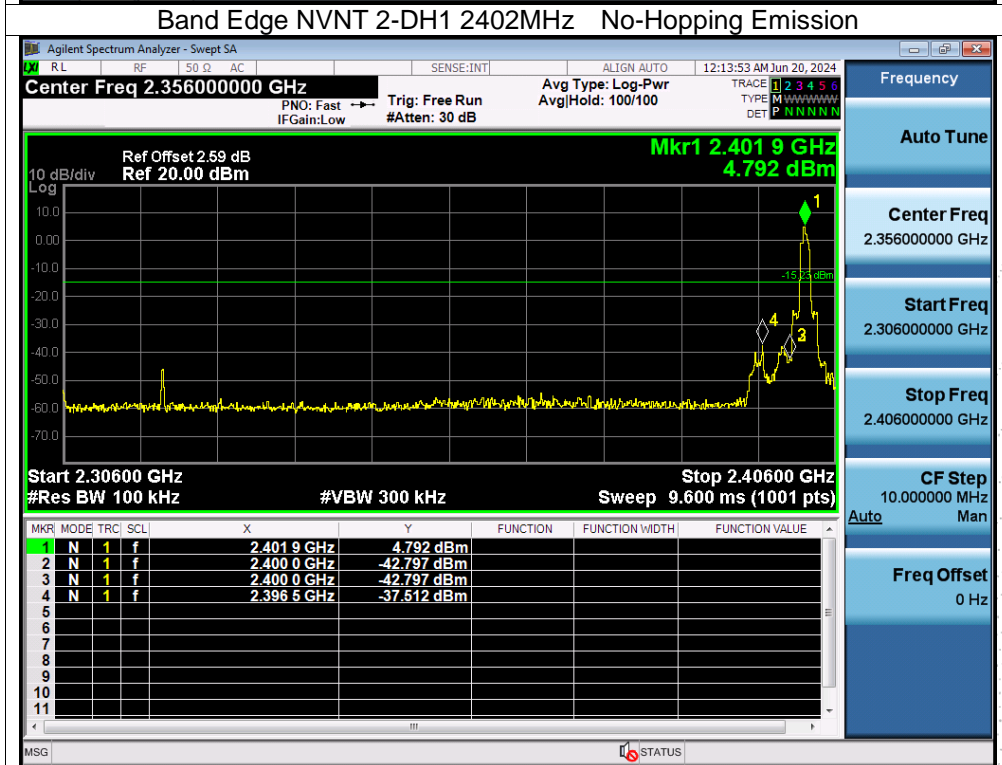 Band Edge NVNT 2-DH1 2402MHz No-Hopping Emission
Agilent Spectrum Analyzer - Swept SA
LXI RL RF 50 Ω AC SENSE:INT ALIGN AUTO 12:13:53 AM Jun 20, 2024
Center Freq 2.356000000 GHz
PNO: Fast
IFGain:Low
Trig: Free Run
#Atten: 30 dB
Avg Type: Log-Pwr
Avg|Hold: 100/100
TRACE 1 2 3 4 5 6
TYPE M WWWWW
DET P N N N N N
Frequency
Mkr1 2.401 9 GHz
4.792 dBm
Ref Offset 2.59 dB
Ref 20.00 dBm
10 dB/div
Log
10.0
0.00
-10.0
-20.0
-30.0
-40.0
-50.0
-60.0
-70.0
1
-15.23 dBm
4
3
Start 2.30600 GHz Stop 2.40600 GHz
#Res BW 100 kHz #VBW 300 kHz Sweep 9.600 ms (1001 pts)
MKR MODE TRC SCL X Y FUNCTION FUNCTION WIDTH FUNCTION VALUE
1 N 1 f 2.401 9 GHz 4.792 dBm
2 N 1 f 2.400 0 GHz -42.797 dBm
3 N 1 f 2.400 0 GHz -42.797 dBm
4 N 1 f 2.396 5 GHz -37.512 dBm
5
6
7
8
9
10
11
Auto Tune
Center Freq
2.356000000 GHz
Start Freq
2.306000000 GHz
Stop Freq
2.406000000 GHz
CF Step
10.000000 MHz
Auto Man
Freq Offset
0 Hz
MSG STATUS